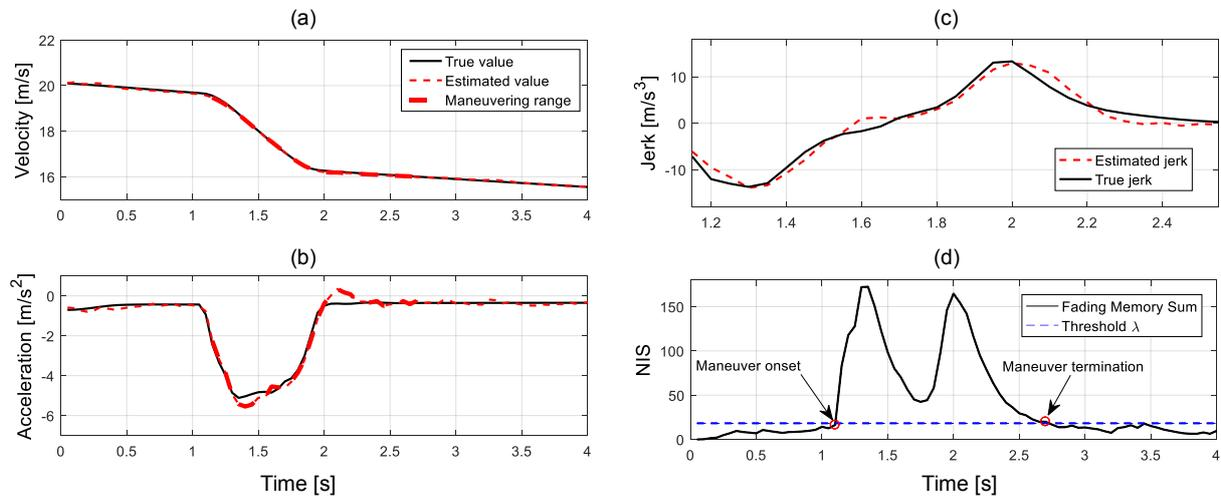 (a)
22
20
18
16
Velocity [m/s]
True value
Estimated value
Maneuvering range
0 0.5 1 1.5 2 2.5 3 3.5 4
(b)
0
-2
-4
-6
Acceleration [m/s²]
0 0.5 1 1.5 2 2.5 3 3.5 4
Time [s]
(c)
10
0
-10
Jerk [m/s³]
Estimated jerk
True jerk
1.2 1.4 1.6 1.8 2 2.2 2.4
(d)
150
100
50
0
NIS
Fading Memory Sum
Threshold λ
Maneuver onset
Maneuver termination
0 0.5 1 1.5 2 2.5 3 3.5 4
Time [s]